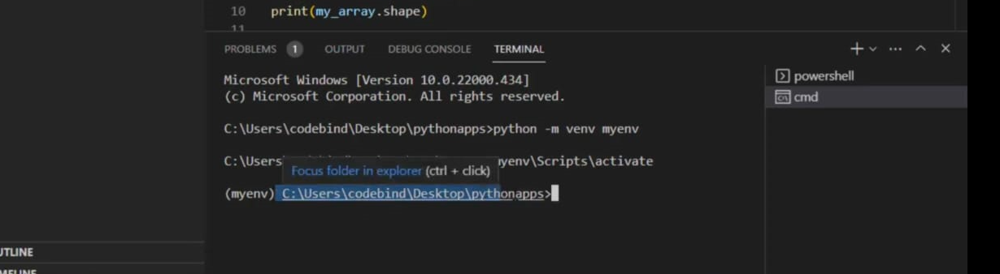 10 print(my_array.shape)
11
PROBLEMS 1 OUTPUT DEBUG CONSOLE TERMINAL
Microsoft Windows [Version 10.0.22000.434]
(c) Microsoft Corporation. All rights reserved.
C:\Users\codebind\Desktop\pythonapps>python -m venv myenv
C:\Users myenv\Scripts\activate
Focus folder in explorer (ctrl + click)
(myenv) C:\Users\codebind\Desktop\pythonapps>
powershell
cmd
UTLINE